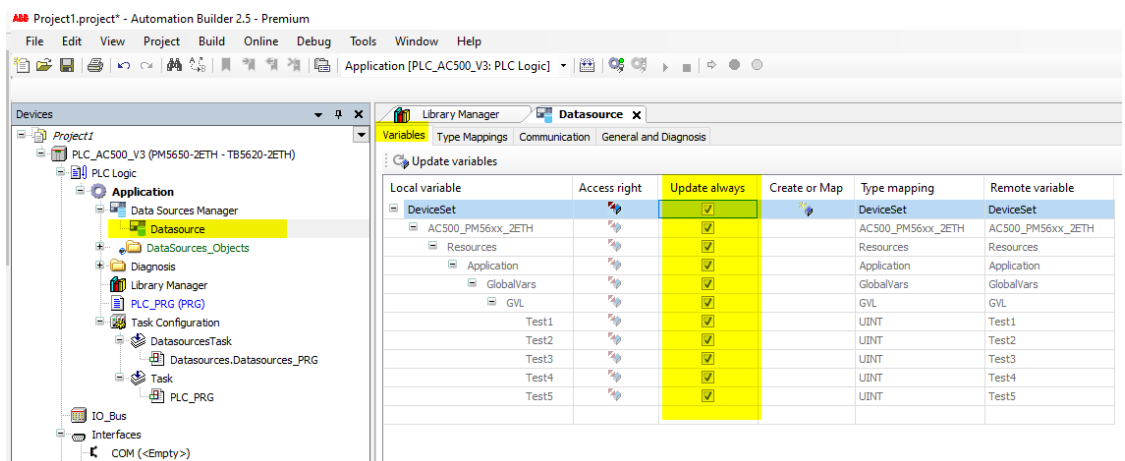 ABB Project1.project* - Automation Builder 2.5 - Premium
File Edit View Project Build Online Debug Tools Window Help
Application [PLC_AC500_V3: PLC Logic]
Devices
Project1
PLC_AC500_V3 (PM5650-2ETH - TB5620-2ETH)
PLC Logic
Application
Data Sources Manager
Datasource
DataSources_Objects
Diagnosis
Library Manager
PLC_PRG (PRG)
Task Configuration
DatasourcesTask
Datasources.Datasources_PRG
Task
PLC_PRG
IO_Bus
Interfaces
COM (<Empty>)
Library Manager Datasource X
Variables Type Mappings Communication General and Diagnosis
Update variables
Local variable Access right Update always Create or Map Type mapping Remote variable
DeviceSet DeviceSet DeviceSet
AC500_PM56xx_2ETH AC500_PM56xx_2ETH AC500_PM56xx_2ETH
Resources Resources Resources
Application Application Application
GlobalVars GlobalVars GlobalVars
GVL GVL GVL
Test1 UINT Test1
Test2 UINT Test2
Test3 UINT Test3
Test4 UINT Test4
Test5 UINT Test5